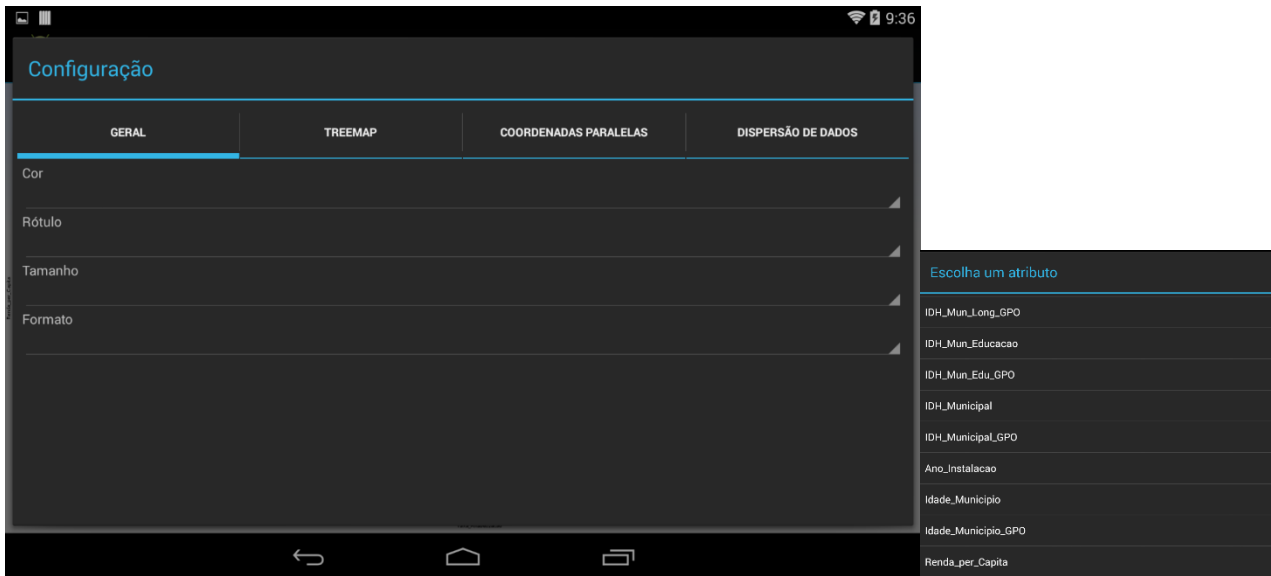 9:36
Configuração
GERAL
TREEMAP
COORDENADAS PARALELAS
DISPERSÃO DE DADOS
Cor
Rótulo
Tamanho
Formato
Escolha um atributo
IDH_Mun_Long_GPO
IDH_Mun_Educacao
IDH_Mun_Edu_GPO
IDH_Municipal
IDH_Municipal_GPO
Ano_Instalacao
Idade_Municipio
Idade_Municipio_GPO
Renda_per_Capita